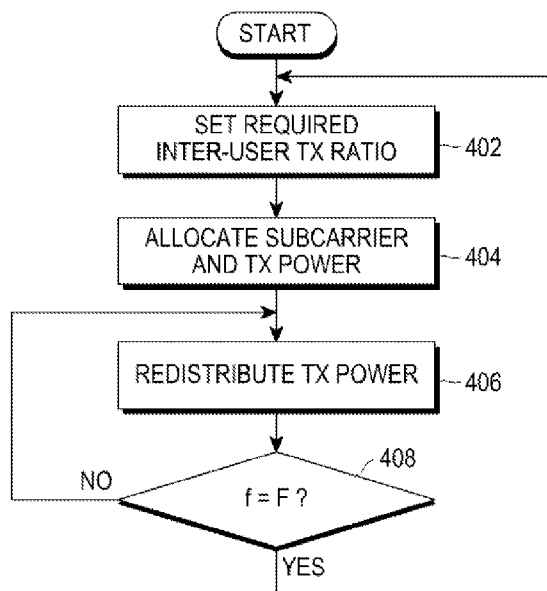 START
SET REQUIRED
INTER-USER TX RATIO
402
ALLOCATE SUBCARRIER
AND TX POWER
404
REDISTRIBUTE TX POWER
406
408
NO
f = F ?
YES